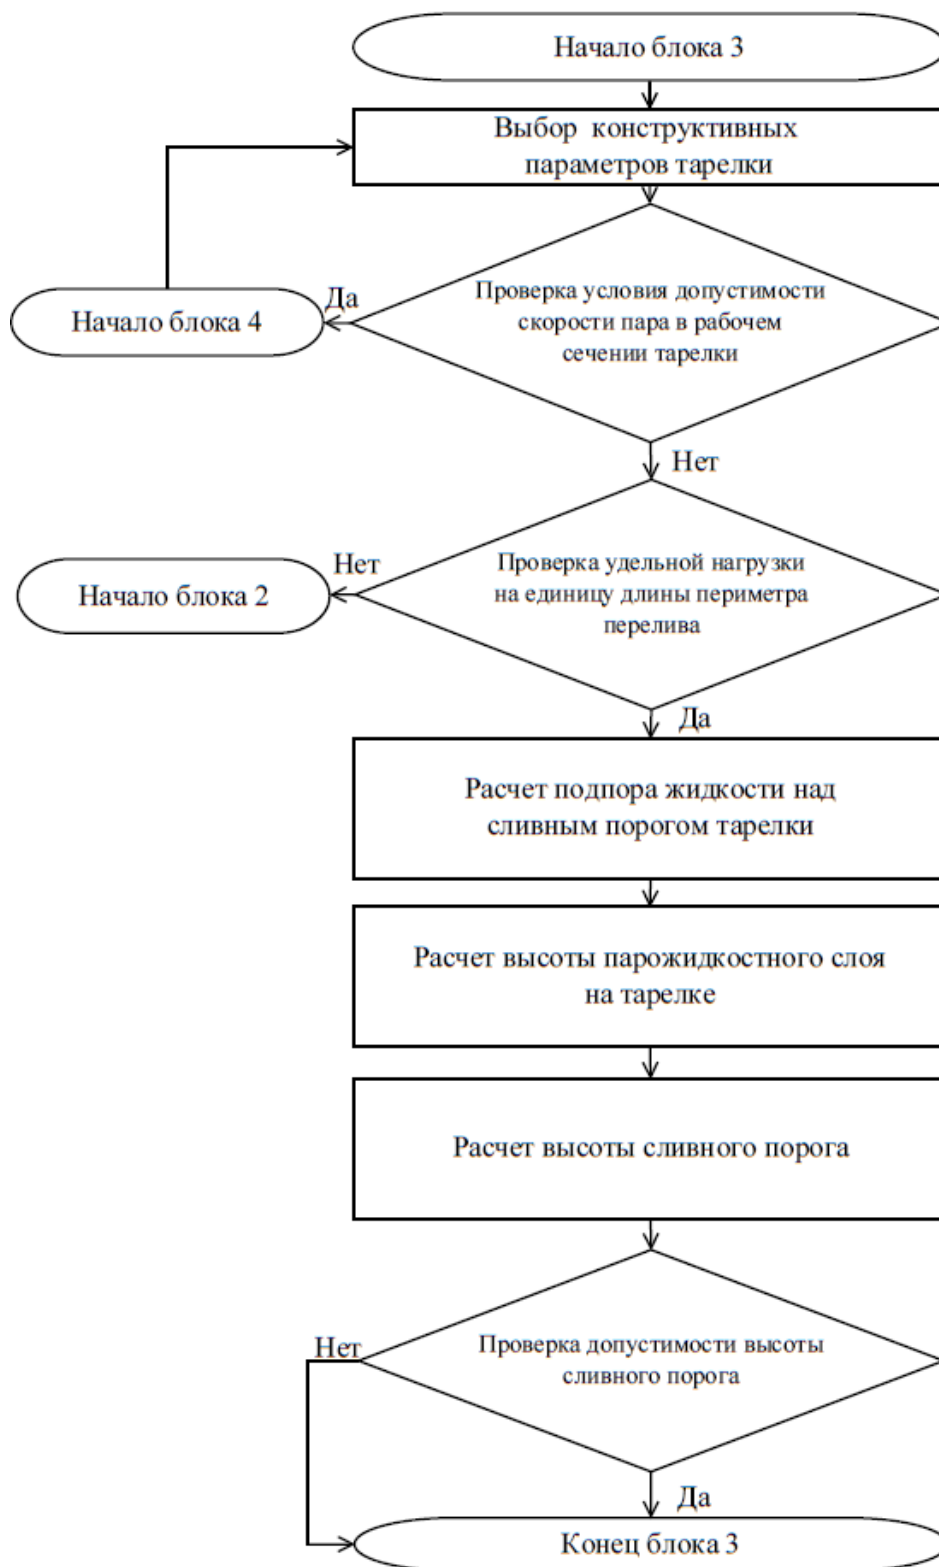 Начало блока 3
Выбор конструктивных
параметров тарелки
Да
Начало блока 4
Проверка условия допустимости
скорости пара в рабочем
сечении тарелки
Нет
Нет
Начало блока 2
Проверка удельной нагрузки
на единицу длины периметра
перелива
Да
Расчет подпора жидкости над
сливным порогом тарелки
Расчет высоты парожидкостного слоя
на тарелке
Расчет высоты сливного порога
Нет
Проверка допустимости высоты
сливного порога
Да
Конец блока 3